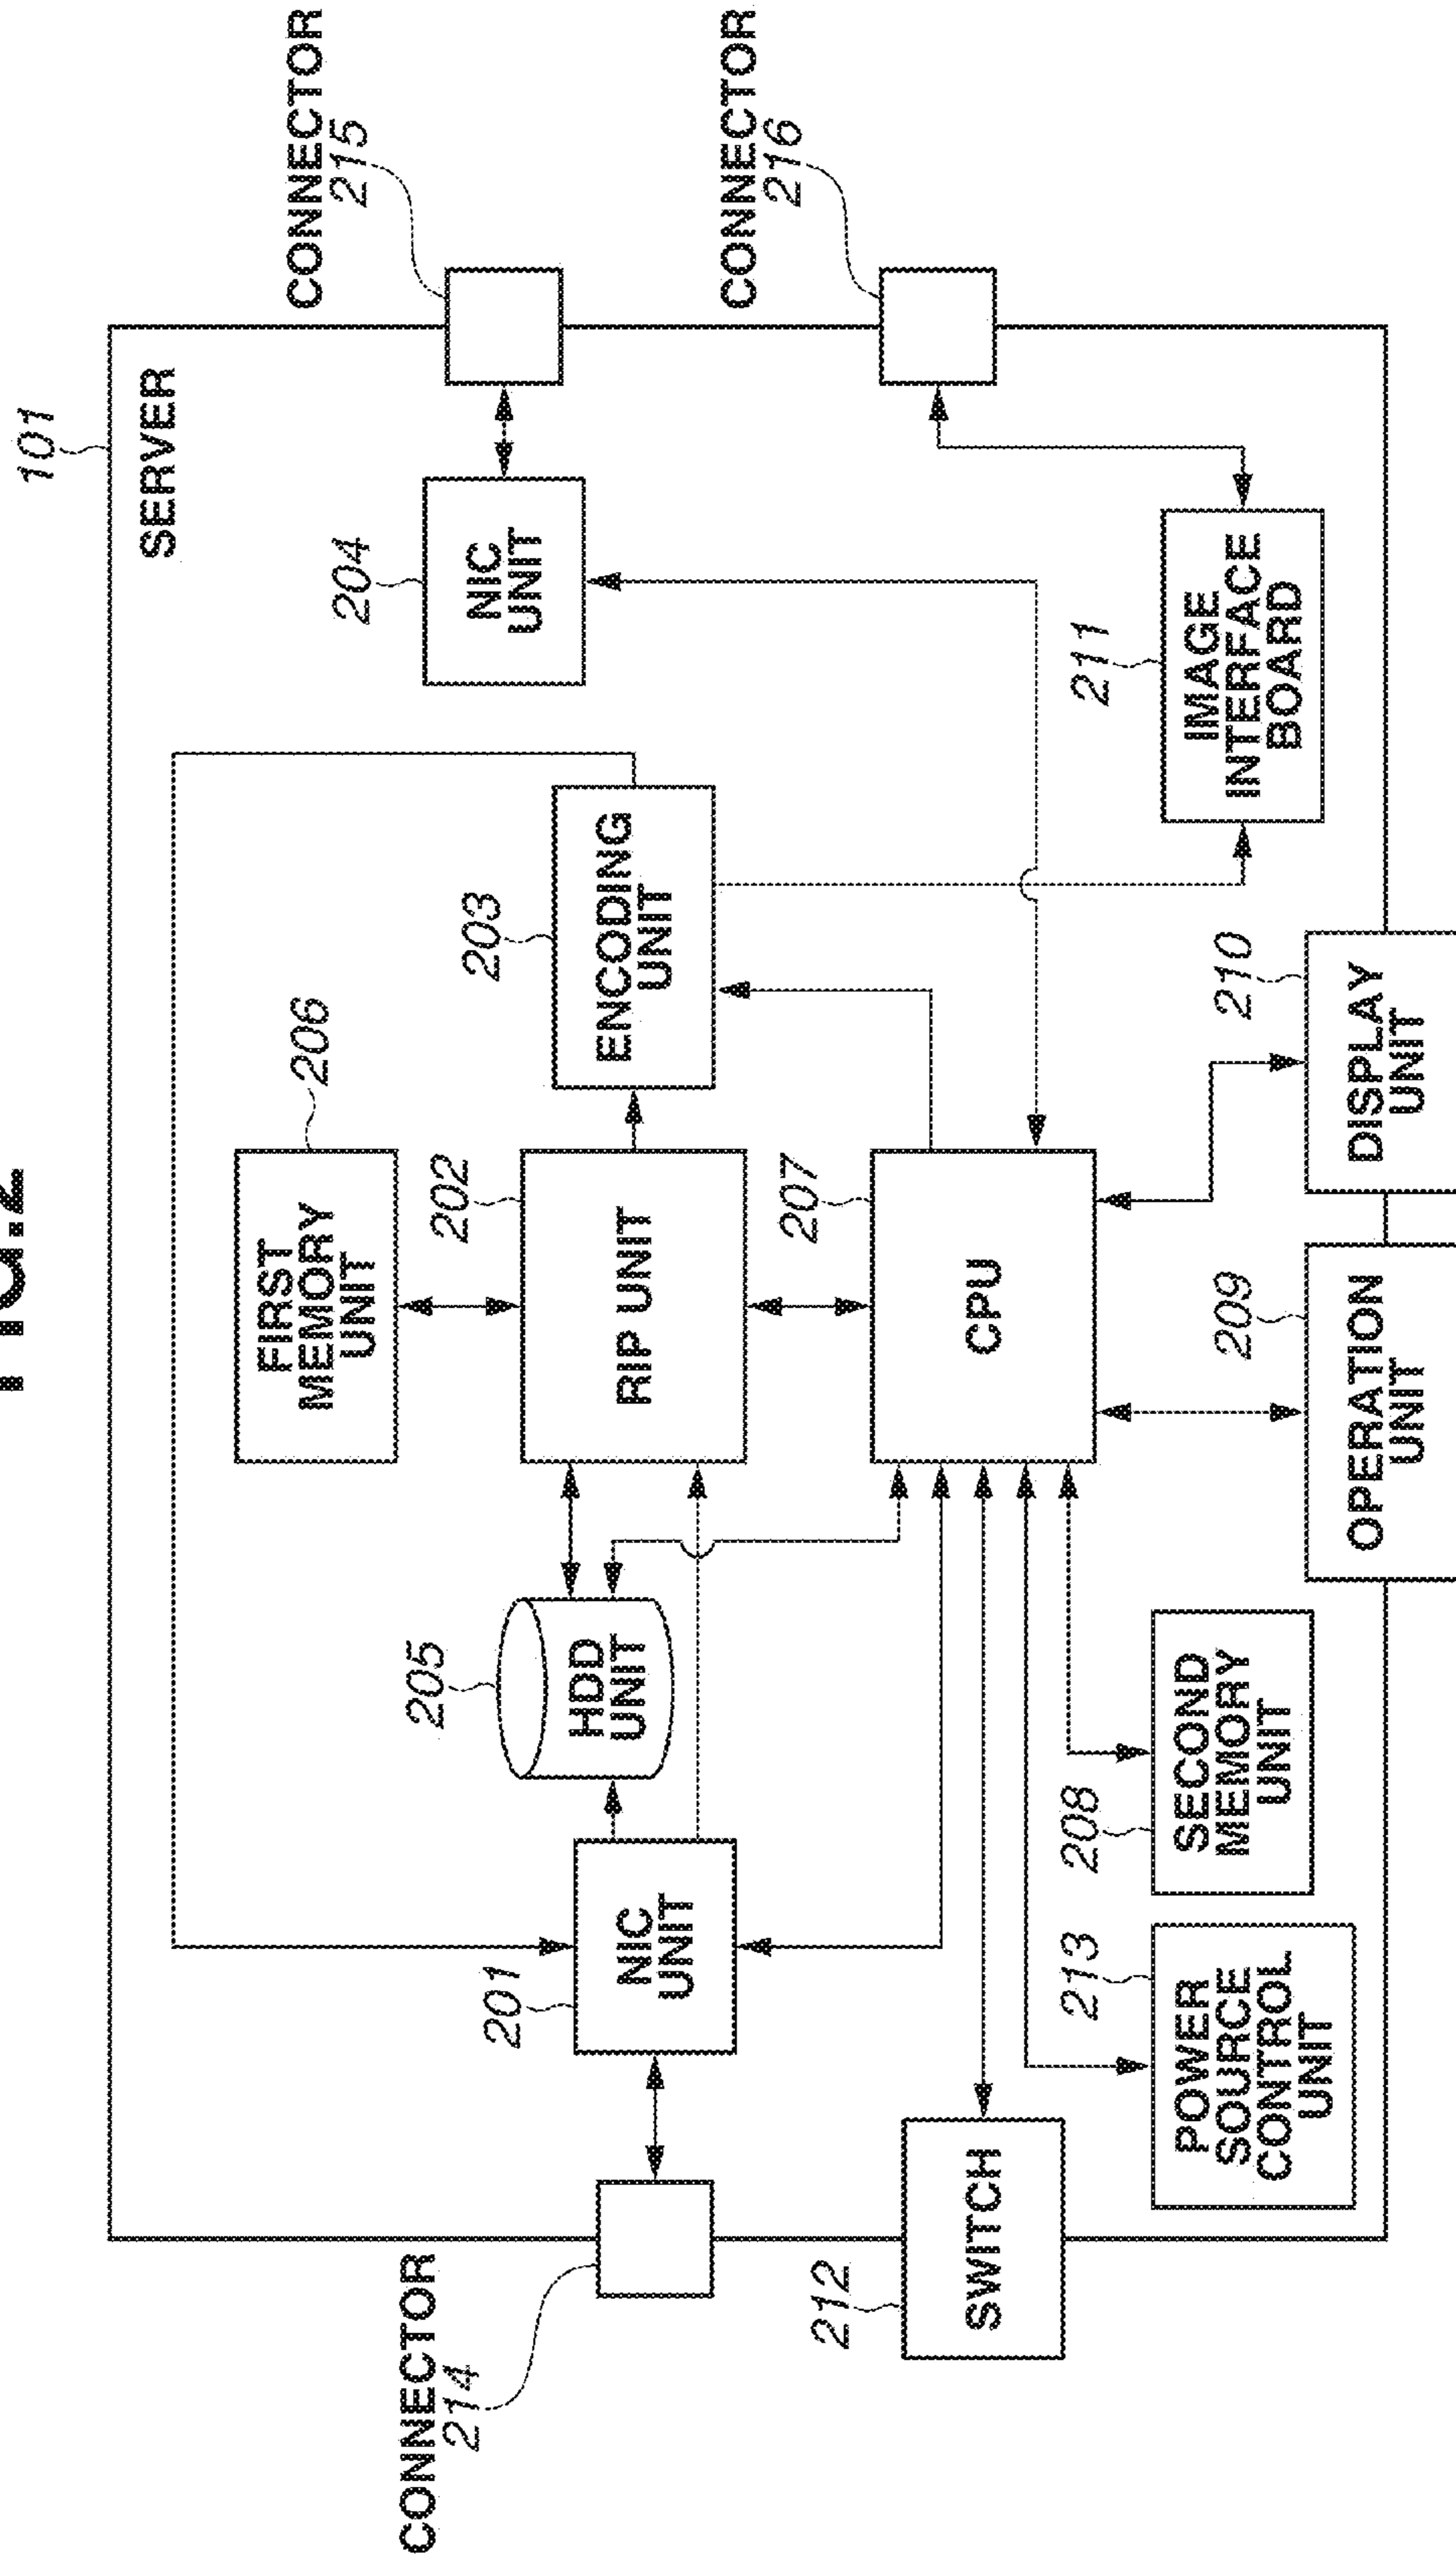 101
SERVER
CONNECTOR
215
CONNECTOR
216
204
NIC
UNIT
211
IMAGE
INTERFACE
BOARD
203
ENCODING
UNIT
206
FIRST
MEMORY
UNIT
202
RIP UNIT
207
CPU
210
DISPLAY
UNIT
209
OPERATION
UNIT
205
HDD
UNIT
201
NIC
UNIT
208
SECOND
MEMORY
UNIT
213
POWER
SOURCE
CONTROL
UNIT
212
SWITCH
CONNECTOR
214